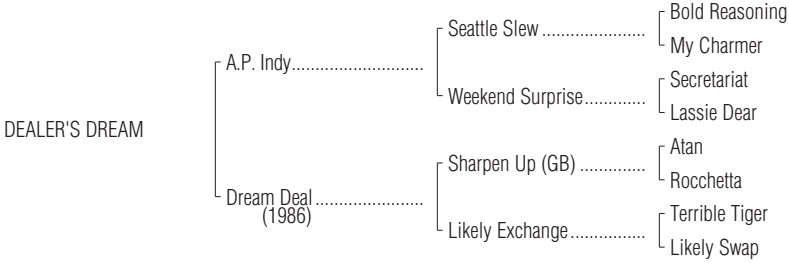 Bold Reasoning
Seattle Slew ......................
My Charmer
A.P. Indy............................
Secretariat
Weekend Surprise.............
Lassie Dear
DEALER'S DREAM
Atan
Sharpen Up (GB) ..............
Rocchetta
Dream Deal.......................
(1986)
Terrible Tiger
Likely Exchange................
Likely Swap